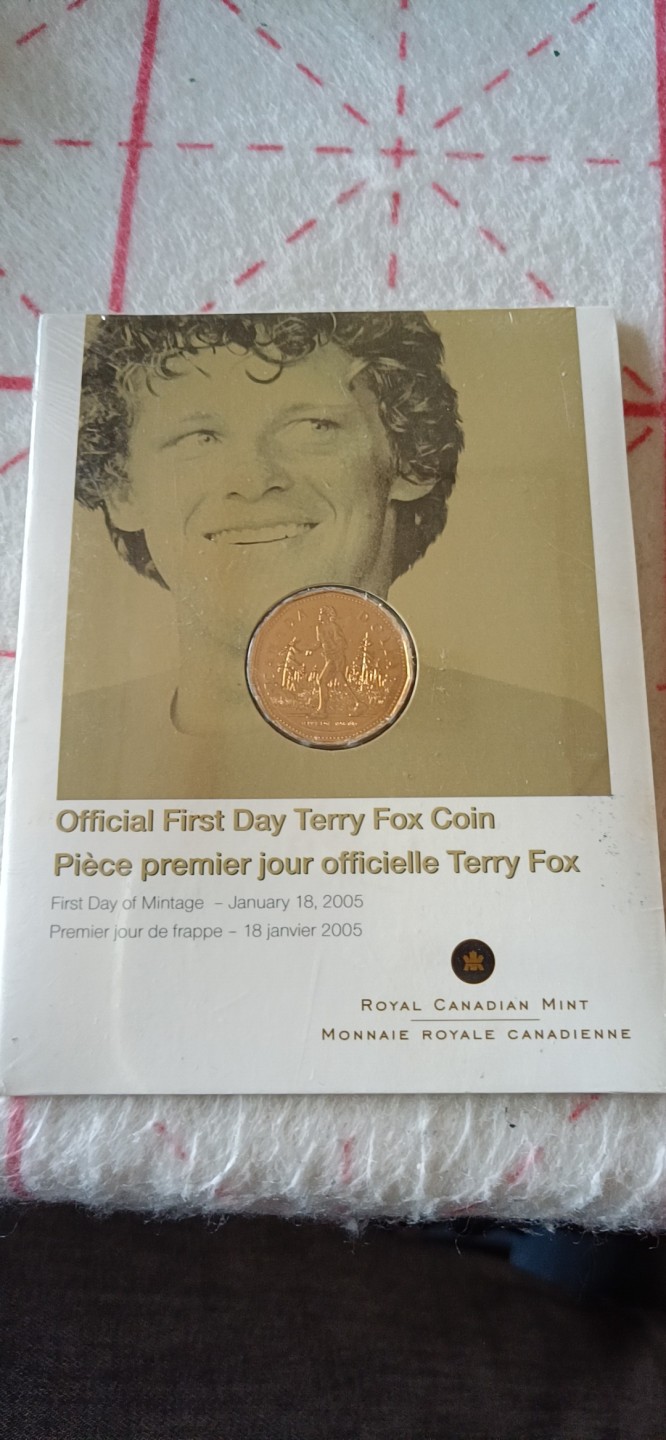 Official First Day Terry Fox Coin
Pièce premier jour officielle Terry Fox
First Day of Mintage – January 18, 2005
Premier jour de frappe – 18 janvier 2005
ROYAL CANADIAN MINT
MONNAIE ROYALE CANADIENNE